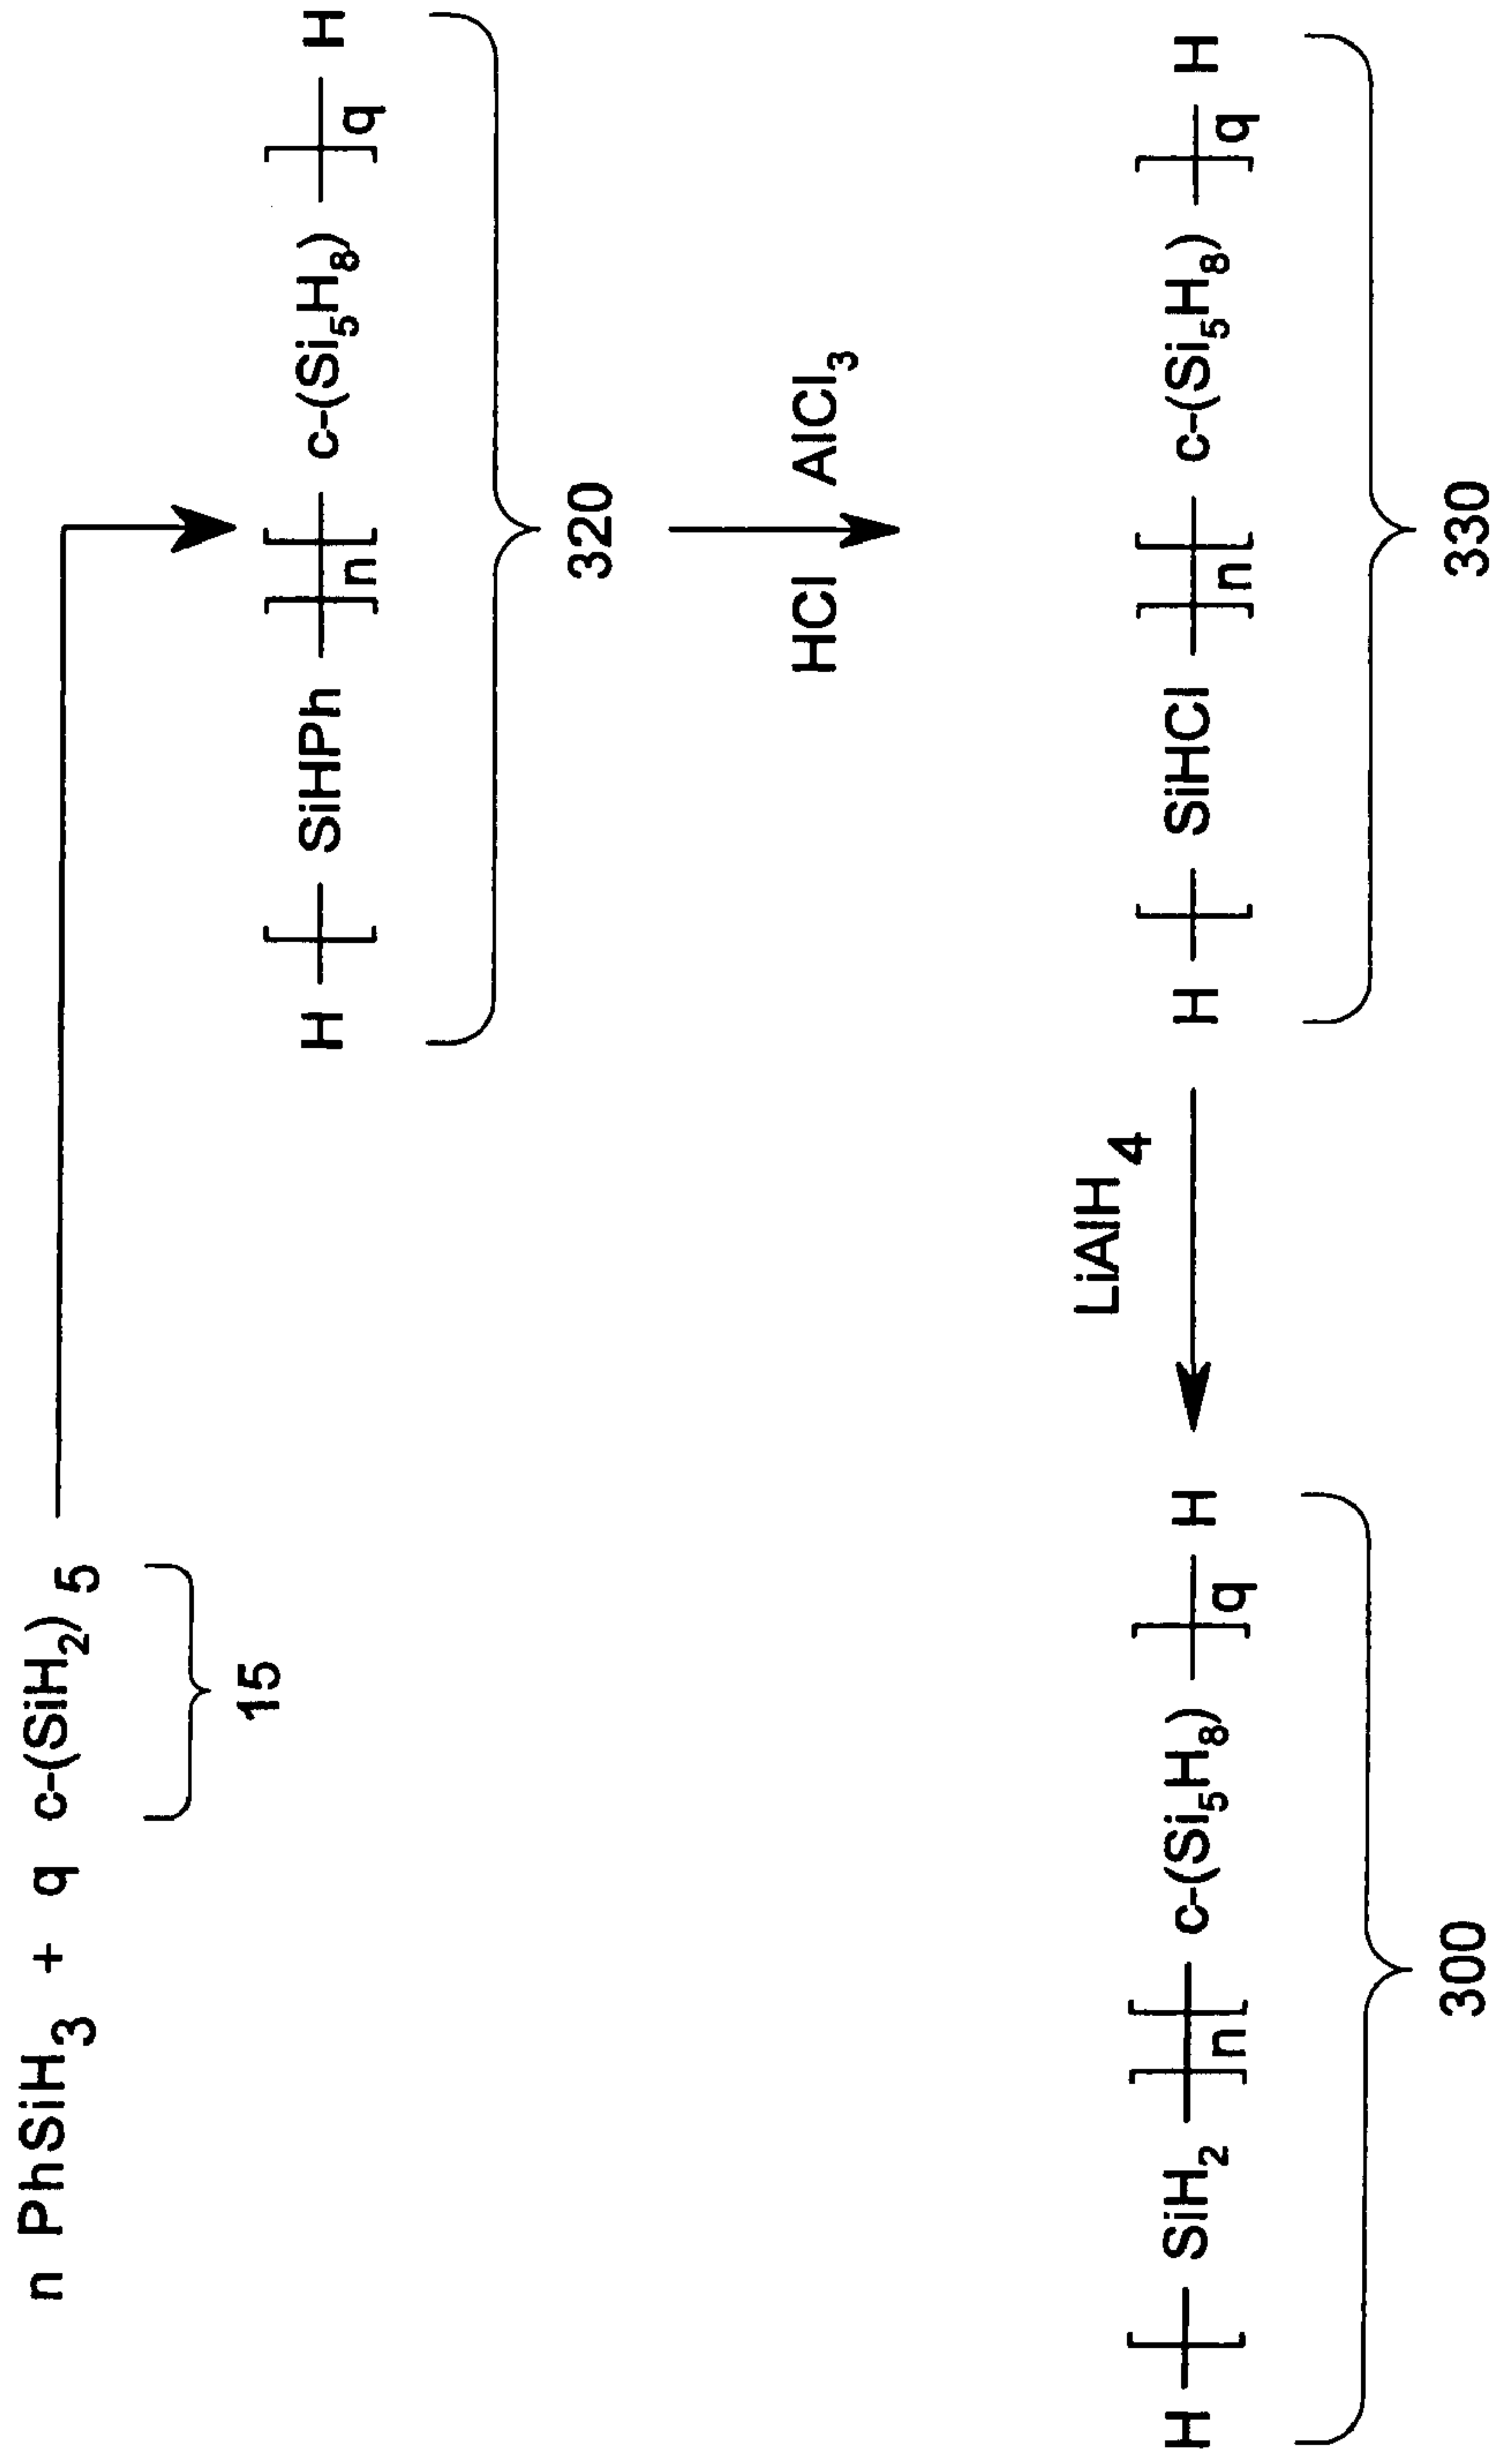 n PhSiH3 + q c-(SiH2)5
15
H [ SiHPh ]n [ c-(Si5H8) ]q H
320
HCl AlCl3
H [ SiHCl ]n [ c-(Si5H8) ]q H
330
LiAlH4
H [ SiH2 ]n [ c-(Si5H8) ]q H
300